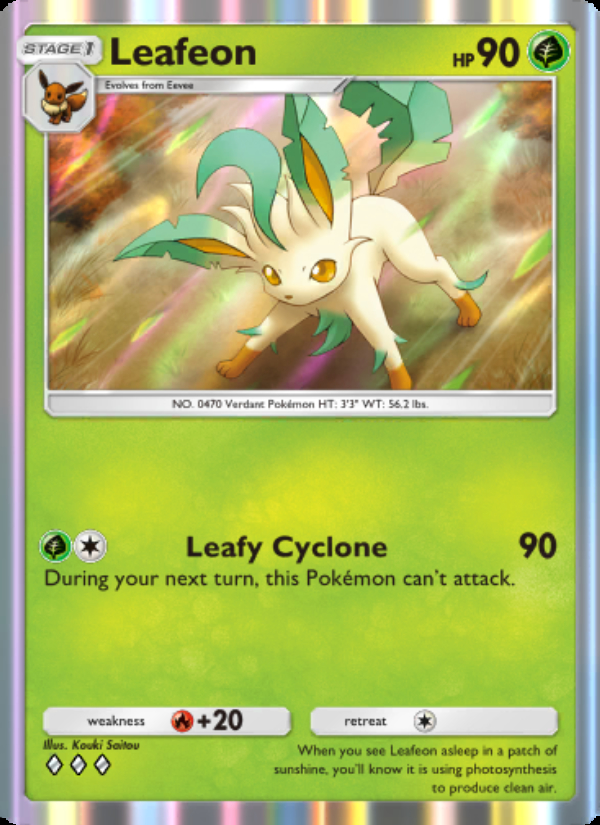 STAGE 1
Leafeon
HP 90
Evolves from Eevee
NO. 0470 Verdant Pokémon HT: 3'3" WT: 56.2 lbs.
Leafy Cyclone 90
During your next turn, this Pokémon can't attack.
weakness +20
retreat
Illus. Kouki Saitou
When you see Leafeon asleep in a patch of
sunshine, you'll know it is using photosynthesis
to produce clean air.